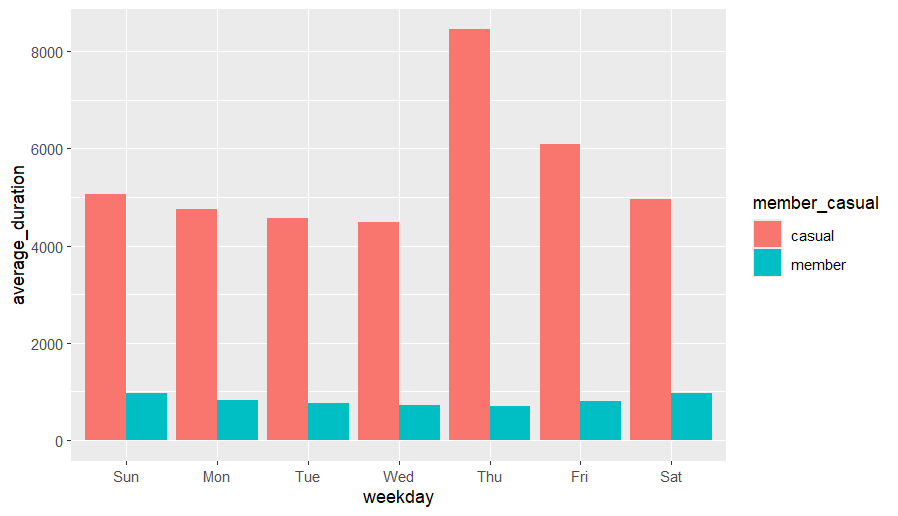 8000
6000
4000
2000
0
average_duration
Sun Mon Tue Wed Thu Fri Sat
weekday
member_casual
casual
member